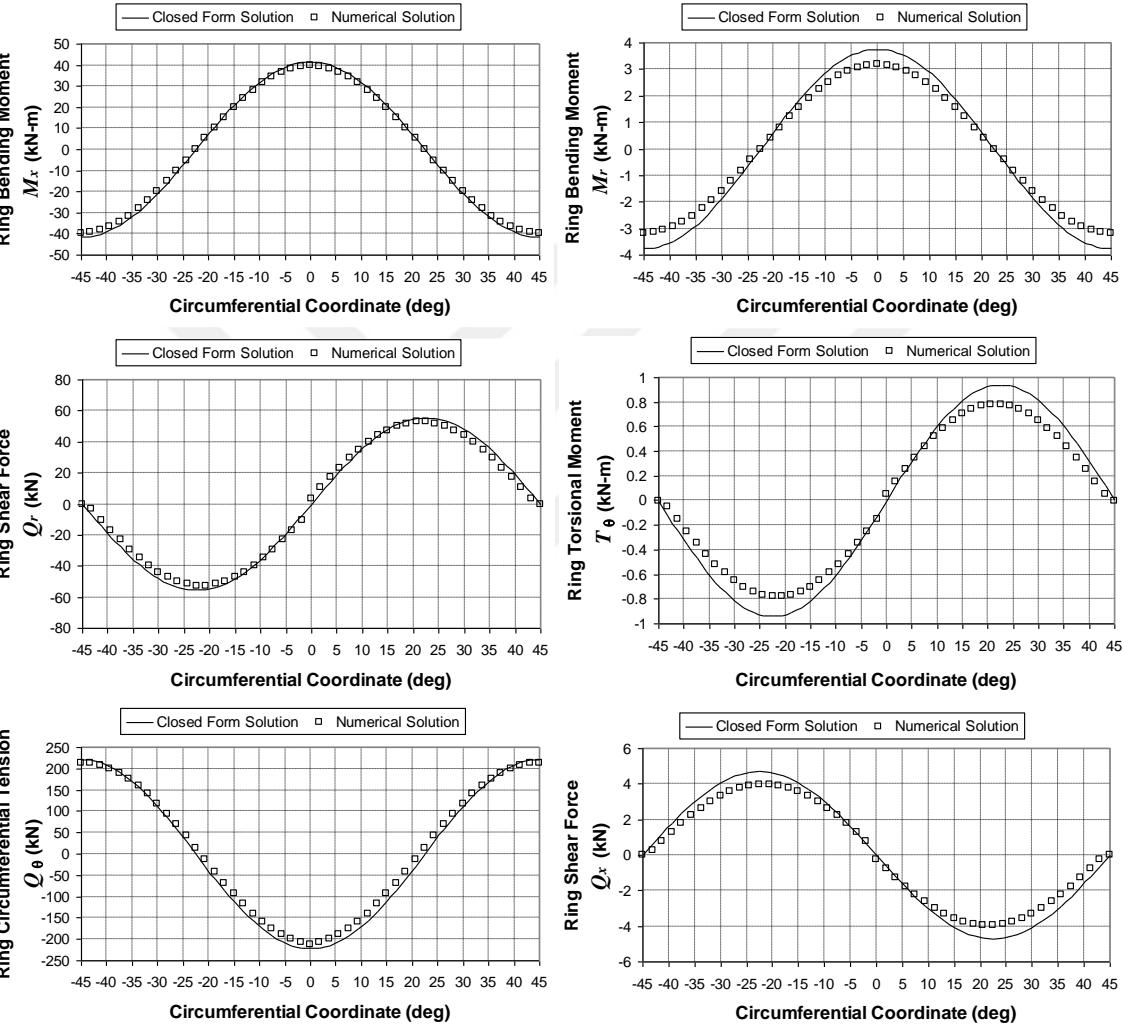 Closed Form Solution Numerical Solution
Ring Bending Moment
Mx (kN-m)
50
40
30
20
10
0
-10
-20
-30
-40
-50
-45 -40 -35 -30 -25 -20 -15 -10 -5 0 5 10 15 20 25 30 35 40 45
Circumferential Coordinate (deg)
Closed Form Solution Numerical Solution
Ring Bending Moment
Mr (kN-m)
4
3
2
1
0
-1
-2
-3
-4
-45 -40 -35 -30 -25 -20 -15 -10 -5 0 5 10 15 20 25 30 35 40 45
Circumferential Coordinate (deg)
Closed Form Solution Numerical Solution
Ring Shear Force
Qr (kN)
80
60
40
20
0
-20
-40
-60
-80
-45 -40 -35 -30 -25 -20 -15 -10 -5 0 5 10 15 20 25 30 35 40 45
Circumferential Coordinate (deg)
Closed Form Solution Numerical Solution
Ring Torsional Moment
T θ (kN-m)
1
0.8
0.6
0.4
0.2
0
-0.2
-0.4
-0.6
-0.8
-1
-45 -40 -35 -30 -25 -20 -15 -10 -5 0 5 10 15 20 25 30 35 40 45
Circumferential Coordinate (deg)
Closed Form Solution Numerical Solution
Ring Circumferential Tension
Q θ (kN)
250
200
150
100
50
0
-50
-100
-150
-200
-250
-45 -40 -35 -30 -25 -20 -15 -10 -5 0 5 10 15 20 25 30 35 40 45
Circumferential Coordinate (deg)
Closed Form Solution Numerical Solution
Ring Shear Force
Qx (kN)
6
4
2
0
-2
-4
-6
-45 -40 -35 -30 -25 -20 -15 -10 -5 0 5 10 15 20 25 30 35 40 45
Circumferential Coordinate (deg)